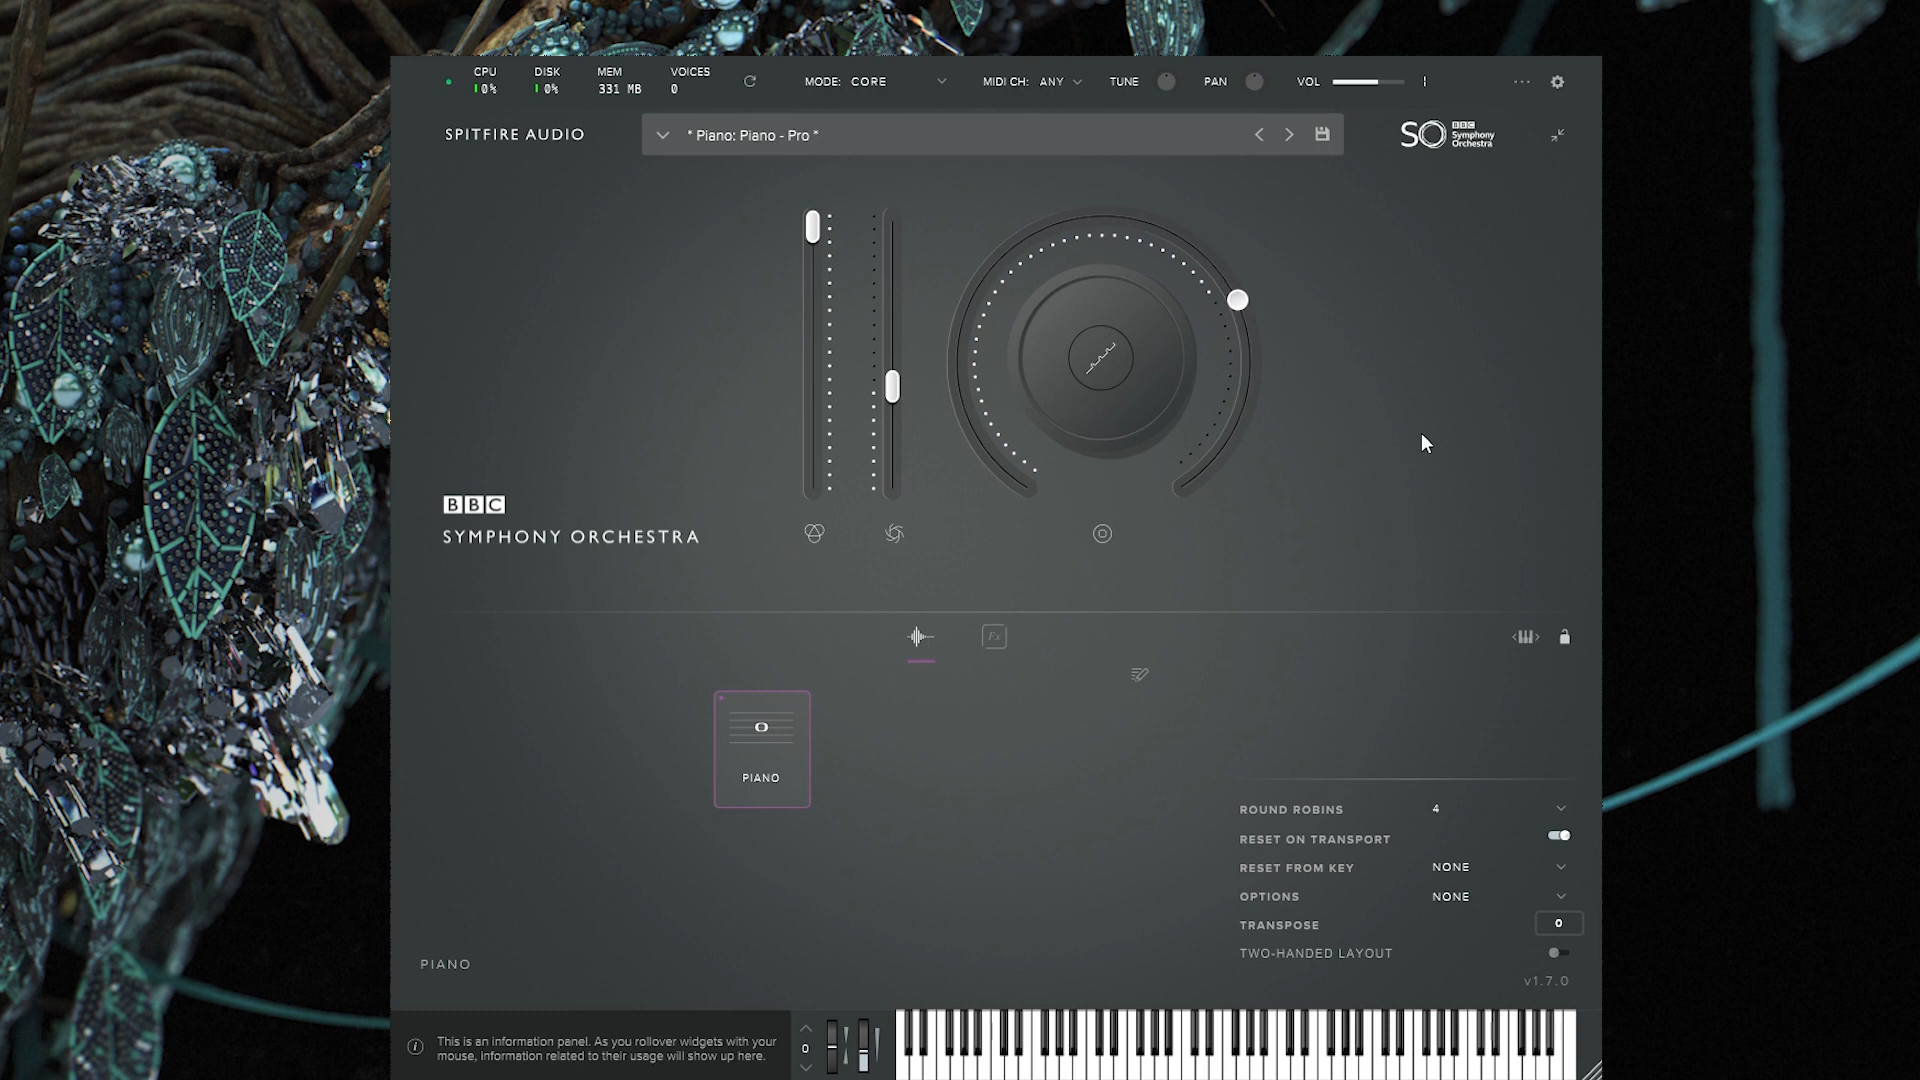 CPU
0%
DISK
0%
MEM
331 MB
VOICES
0
MODE: CORE
MIDI CH: ANY
TUNE
PAN
VOL
SPITFIRE AUDIO
* Piano: Piano - Pro *
SO
BBC
Symphony
Orchestra
BBC
SYMPHONY ORCHESTRA
Fx
PIANO
ROUND ROBINS 4
RESET ON TRANSPORT
RESET FROM KEY NONE
OPTIONS NONE
TRANSPOSE 0
TWO-HANDED LAYOUT
PIANO
v1.7.0
This is an information panel. As you rollover widgets with your
mouse, information related to their usage will show up here.
0